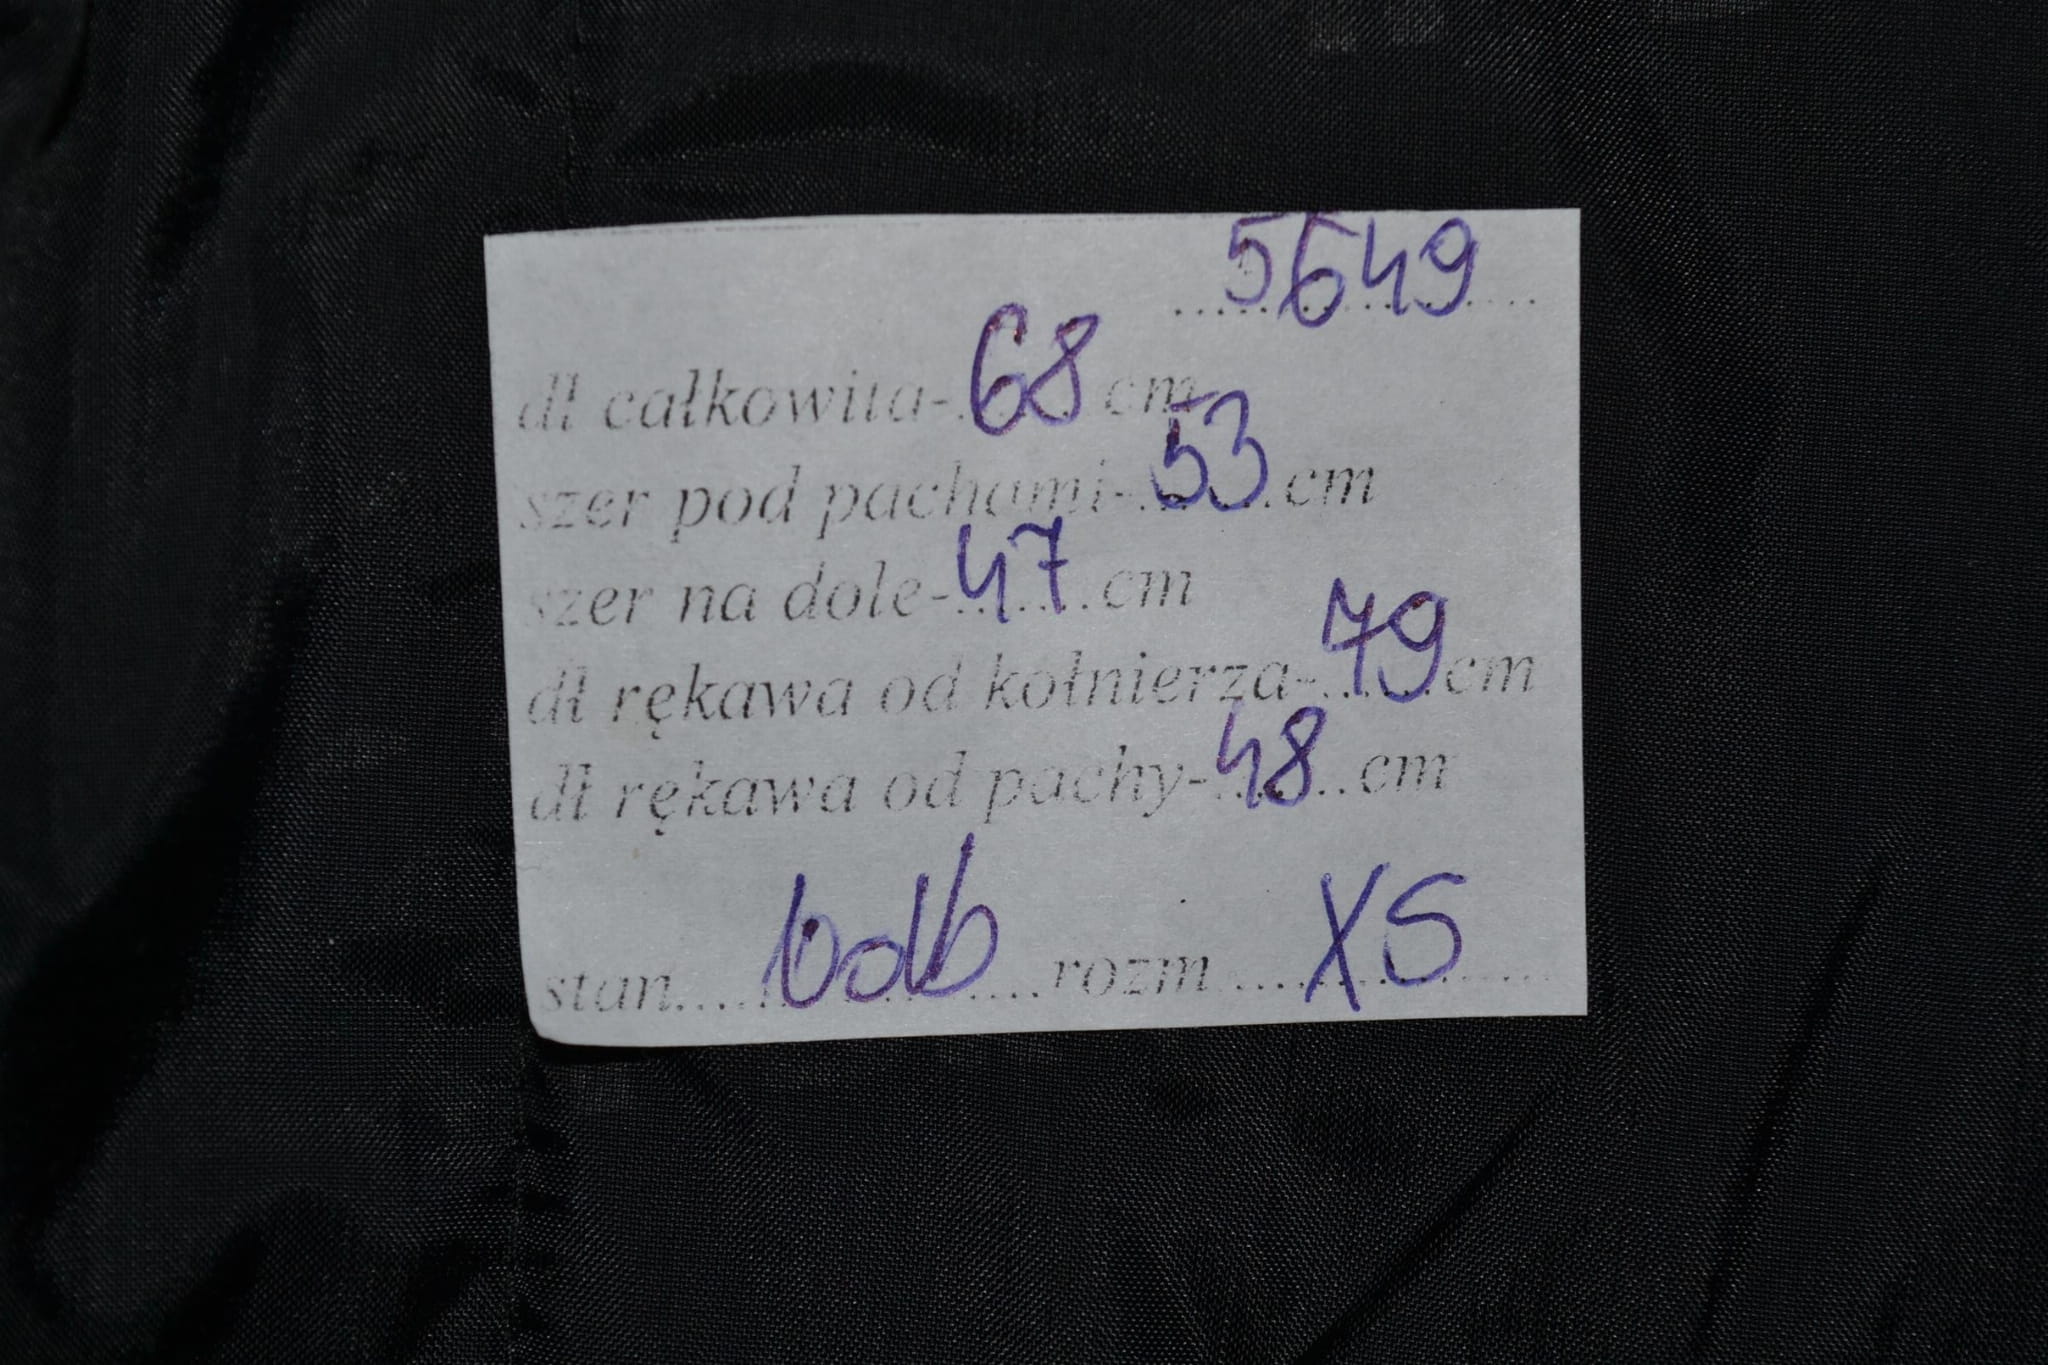 5649
dł całkowita-68 cm
szer pod pachami-53 cm
szer na dole-47 cm
dł rękawa od kołnierza-79 cm
dł rękawa od pachy-48 cm
stan bdb rozm XS